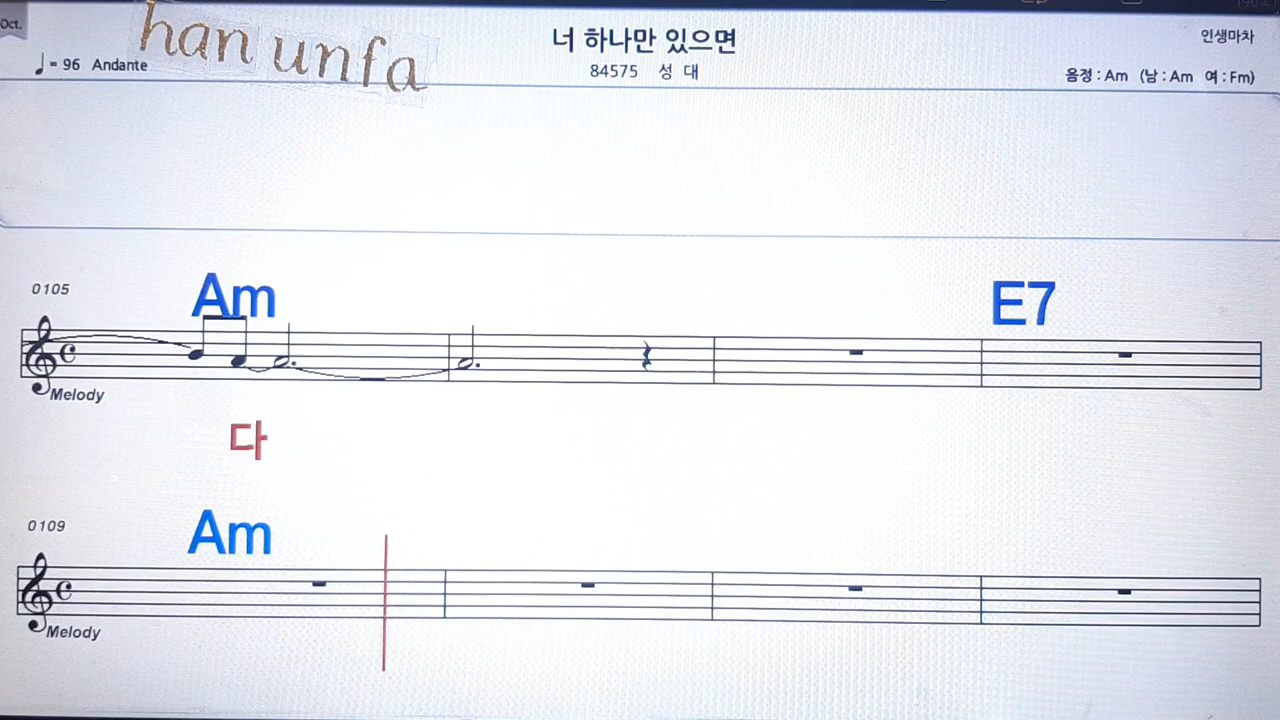 Oct.
han unfa
너 하나만 있으면
인생마차
♩= 96 Andante
84575 성 대
음정 : Am (남 : Am 여 : Fm)
0105
Am
E7
Melody
다
0109
Am
Melody